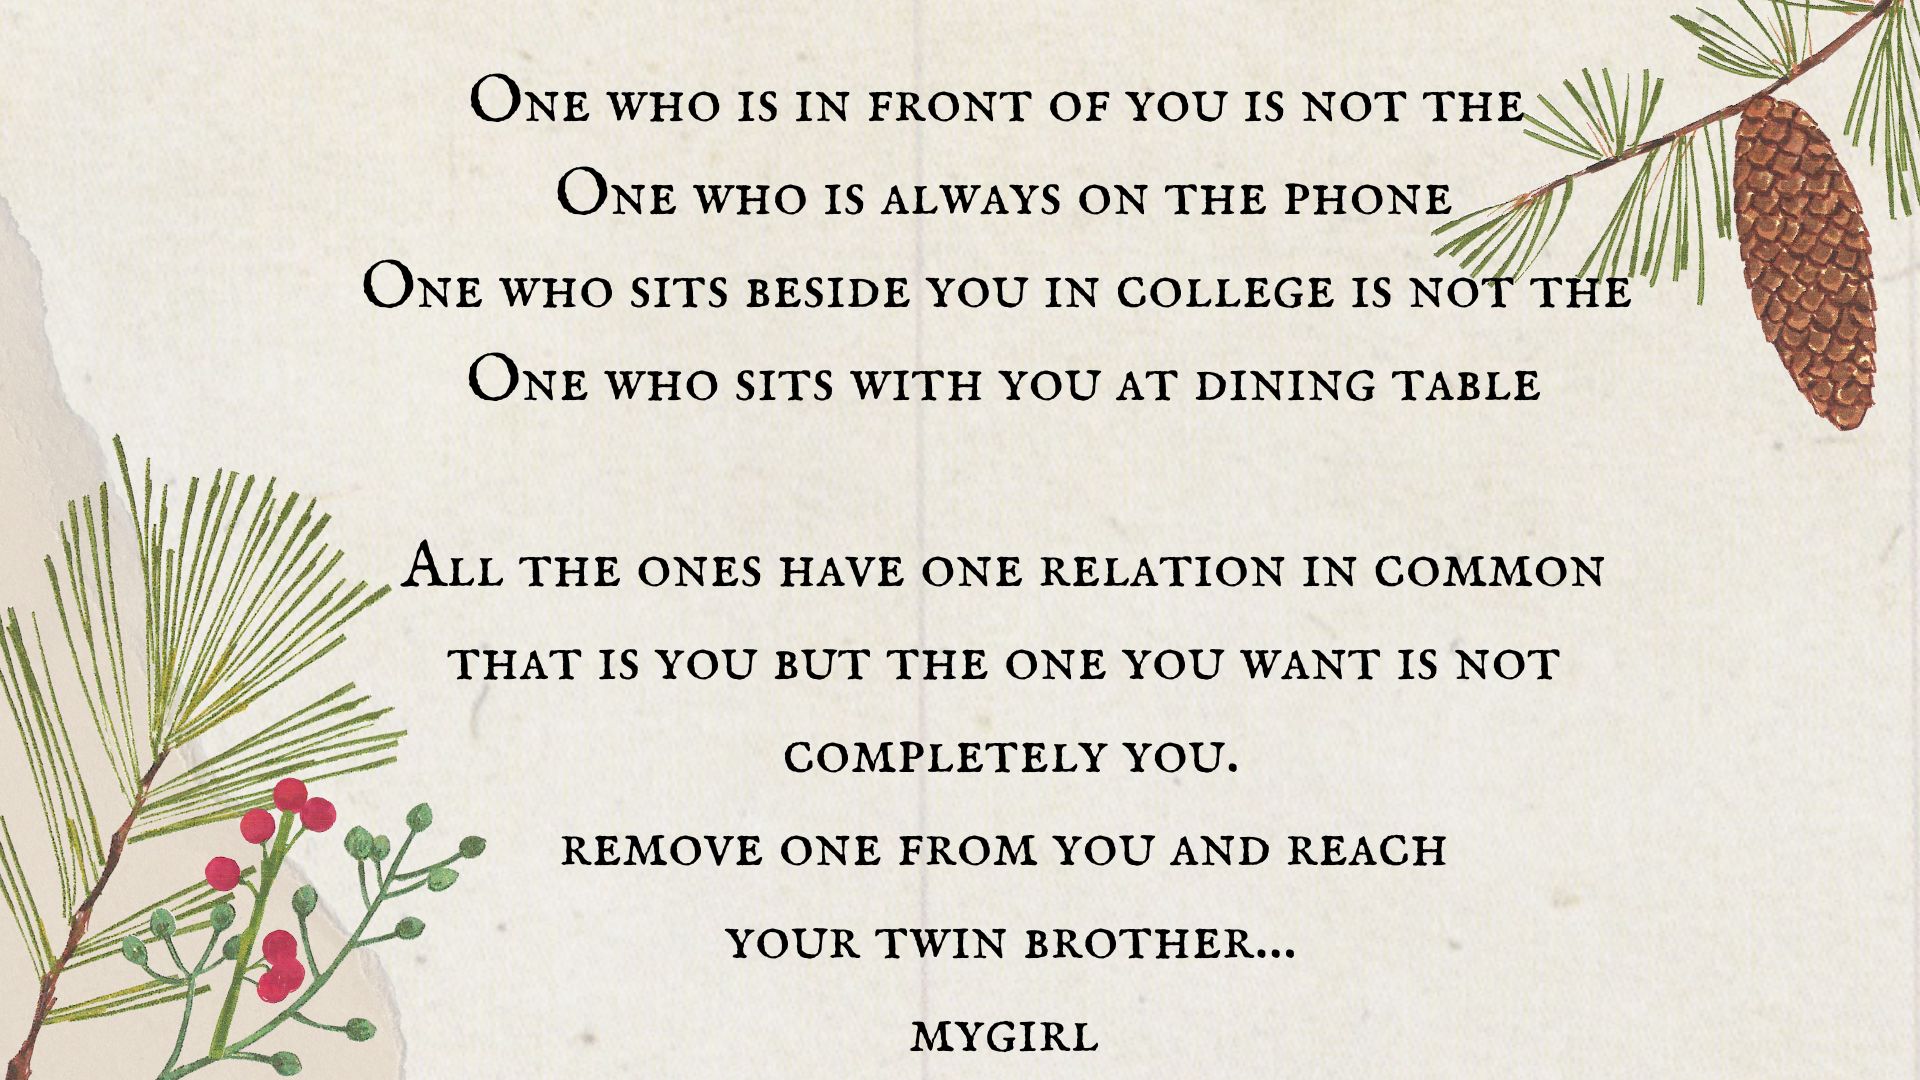 One who is in front of you is not the
One who is always on the phone
One who sits beside you in college is not the
One who sits with you at dining table
All the ones have one relation in common
that is you but the one you want is not
completely you.
remove one from you and reach
your twin brother...
mygirl